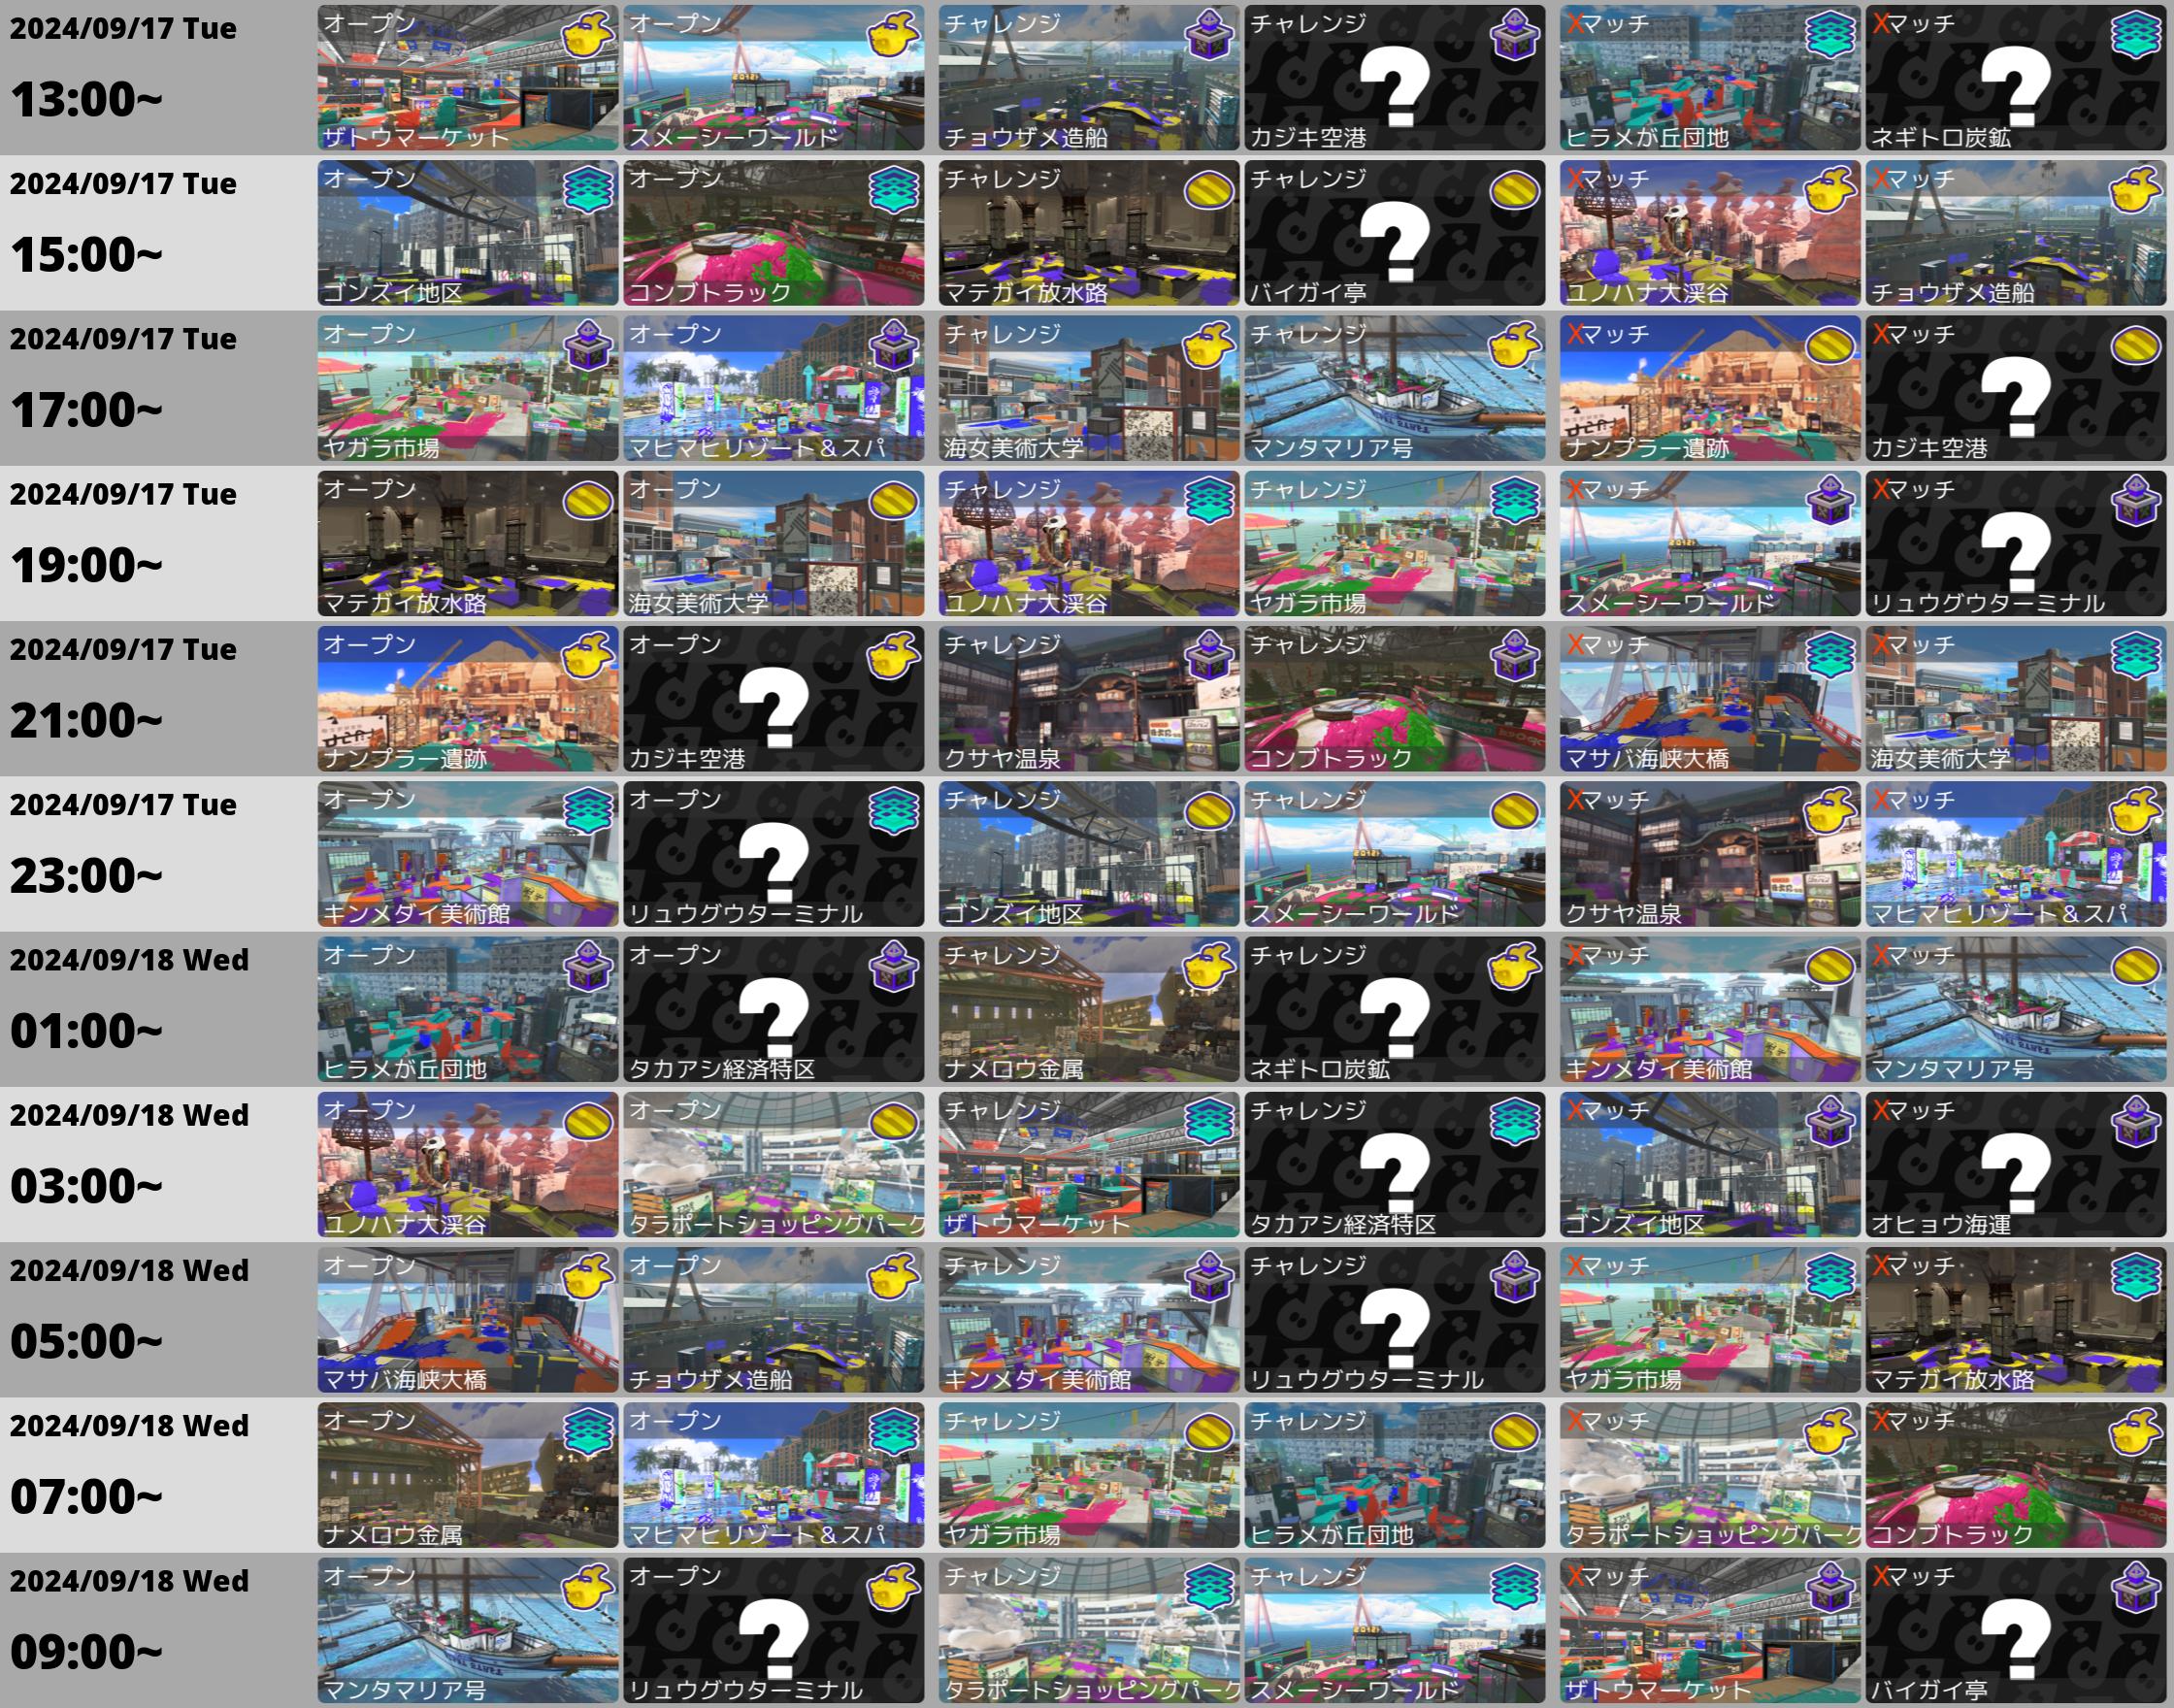 2024/09/17 Tue
13:00~
オープン
ザトウマーケット
オープン
スメーシーワールド
チャレンジ
チョウザメ造船
チャレンジ
カジキ空港
Xマッチ
ヒラメが丘団地
Xマッチ
ネギトロ炭鉱
2024/09/17 Tue
15:00~
オープン
ゴンズイ地区
オープン
コンブトラック
チャレンジ
マテガイ放水路
チャレンジ
バイガイ亭
Xマッチ
ユノハナ大渓谷
Xマッチ
チョウザメ造船
2024/09/17 Tue
17:00~
オープン
ヤガラ市場
オープン
マヒマヒリゾート&スパ
チャレンジ
海女美術大学
チャレンジ
マンタマリア号
Xマッチ
ナンプラー遺跡
Xマッチ
カジキ空港
2024/09/17 Tue
19:00~
オープン
マテガイ放水路
オープン
海女美術大学
チャレンジ
ユノハナ大渓谷
チャレンジ
ヤガラ市場
Xマッチ
スメーシーワールド
Xマッチ
リュウグウターミナル
2024/09/17 Tue
21:00~
オープン
ナンプラー遺跡
オープン
カジキ空港
チャレンジ
クサヤ温泉
チャレンジ
コンブトラック
Xマッチ
マサバ海峡大橋
Xマッチ
海女美術大学
2024/09/17 Tue
23:00~
オープン
キンメダイ美術館
オープン
リュウグウターミナル
チャレンジ
ゴンズイ地区
チャレンジ
スメーシーワールド
Xマッチ
クサヤ温泉
Xマッチ
マヒマヒリゾート&スパ
2024/09/18 Wed
01:00~
オープン
ヒラメが丘団地
オープン
タカアシ経済特区
チャレンジ
ナメロウ金属
チャレンジ
ネギトロ炭鉱
Xマッチ
キンメダイ美術館
Xマッチ
マンタマリア号
2024/09/18 Wed
03:00~
オープン
ユノハナ大渓谷
オープン
タラポートショッピングパーク
チャレンジ
ザトウマーケット
チャレンジ
タカアシ経済特区
Xマッチ
ゴンズイ地区
Xマッチ
オヒョウ海運
2024/09/18 Wed
05:00~
オープン
マサバ海峡大橋
オープン
チョウザメ造船
チャレンジ
キンメダイ美術館
チャレンジ
リュウグウターミナル
Xマッチ
ヤガラ市場
Xマッチ
マテガイ放水路
2024/09/18 Wed
07:00~
オープン
ナメロウ金属
オープン
マヒマヒリゾート&スパ
チャレンジ
ヤガラ市場
チャレンジ
ヒラメが丘団地
Xマッチ
タラポートショッピングパーク
Xマッチ
コンブトラック
2024/09/18 Wed
09:00~
オープン
マンタマリア号
オープン
リュウグウターミナル
チャレンジ
タラポートショッピングパーク
チャレンジ
スメーシーワールド
Xマッチ
ザトウマーケット
Xマッチ
バイガイ亭